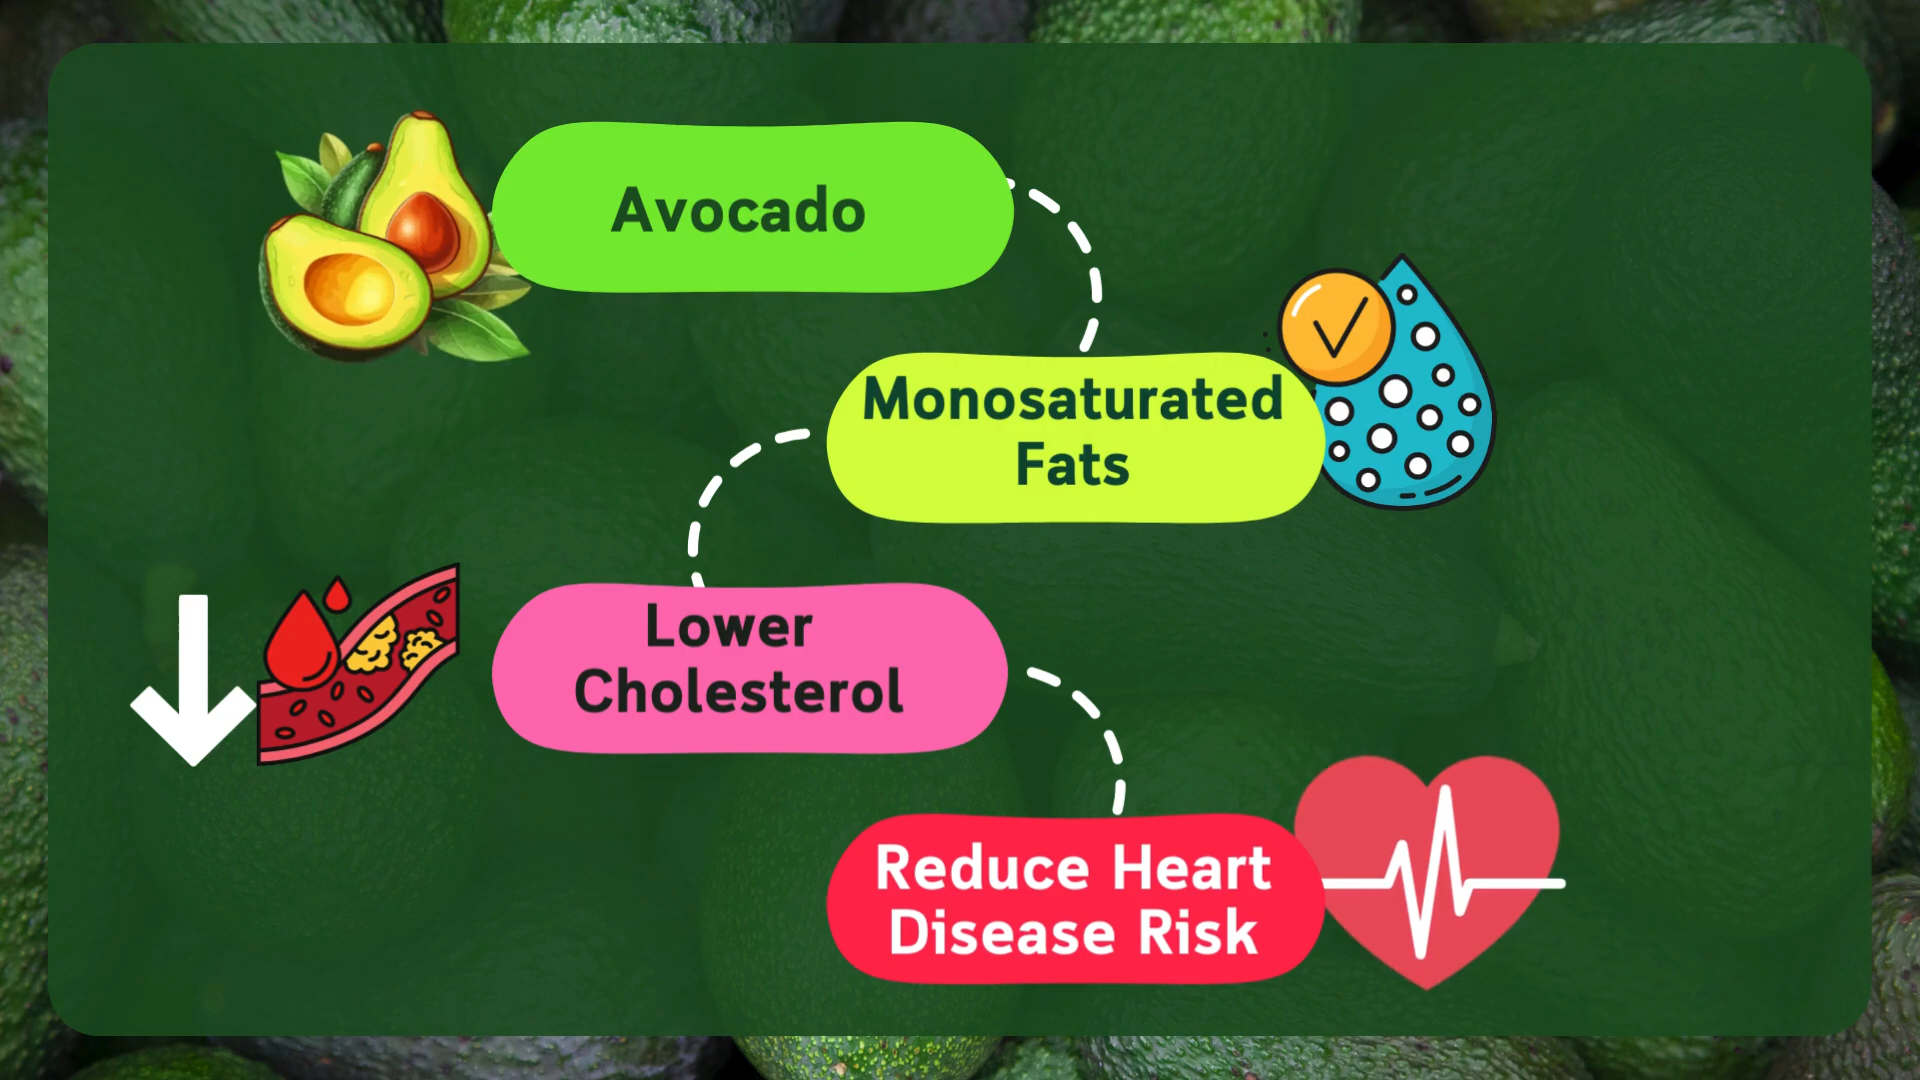 Avocado
Monosaturated
Fats
Lower
Cholesterol
Reduce Heart
Disease Risk